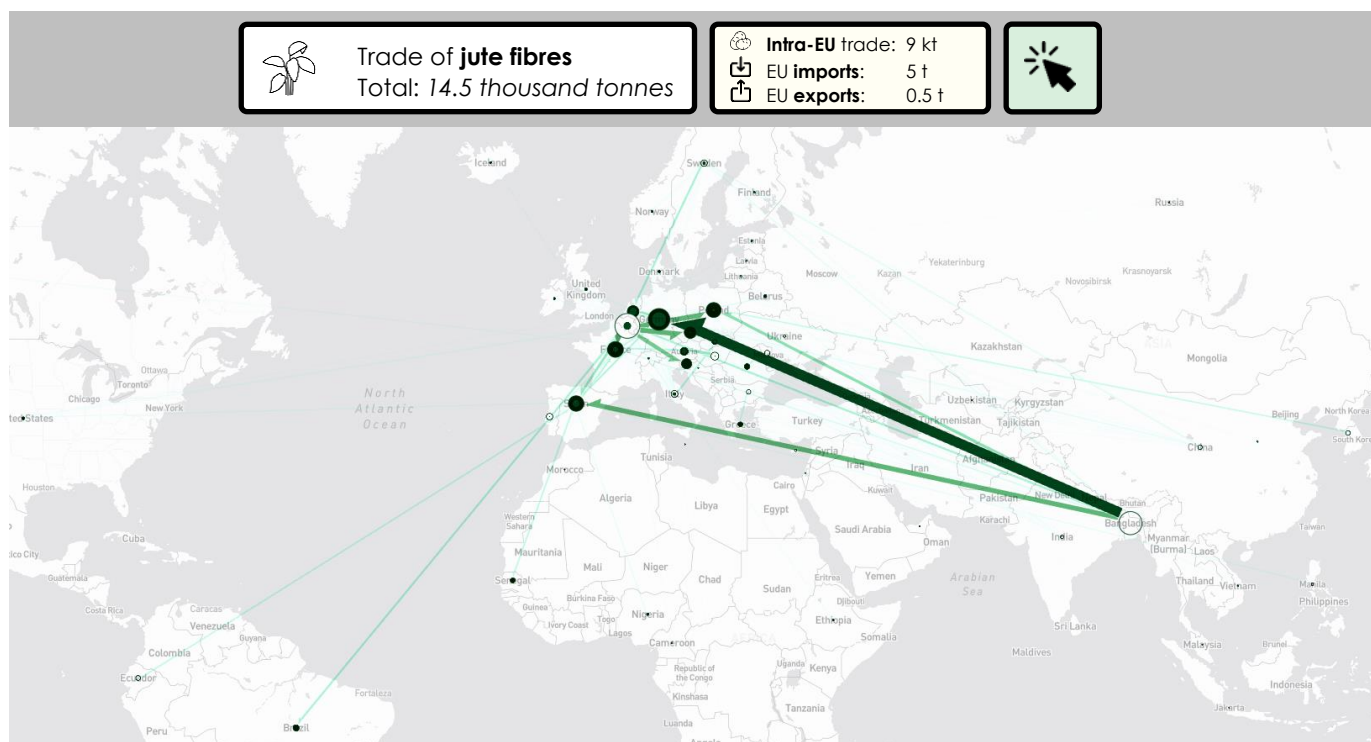 Trade of jute fibres
Total: 14.5 thousand tonnes
Intra-EU trade: 9 kt
EU imports: 5 t
EU exports: 0.5 t
Iceland
Sweden
Finland
Russia
Norway
Estonia
Latvia
Lithuania
Denmark
Moscow
Kazan
Yekaterinburg
Novosibirsk
Krasnoyarsk
United
Kingdom
Belarus
London
Ukraine
Kazakhstan
Mongolia
Ottawa
Toronto
Chicago
New York
North
Atlantic
Ocean
Serbia
Uzbekistan
Kyrgyzstan
Turkmenistan
Tajikistan
Beijing
North Korea
South Korea
Greece
Turkey
China
Tunisia
Syria
Iraq
Iran
Morocco
Cairo
Kuwait
Pakistan
New Delhi
Bhutan
Houston
Algeria
Libya
Egypt
Karachi
Bangladesh
Western
Sahara
Saudi Arabia
Oman
India
Myanmar
(Burma)
Laos
Taiwan
Cuba
Mauritania
Mali
Niger
Chad
Sudan
Eritrea
Yemen
Arabian
Sea
Thailand
Vietnam
Manila
Philippines
Guatemala
Senegal
Costa Rica
Caracas
Guinea
Burkina Faso
Togo
Nigeria
Djibouti
Venezuela
Guyana
Ivory Coast
Lagos
Ethiopia
Somalia
Sri Lanka
Colombia
Cameroon
Maldives
Malaysia
Brunei
Ecuador
Republic of
the Congo
Uganda
Kenya
Indonesia
Fortaleza
Kinshasa
Tanzania
Jakarta
Peru
Brazil
Luanda